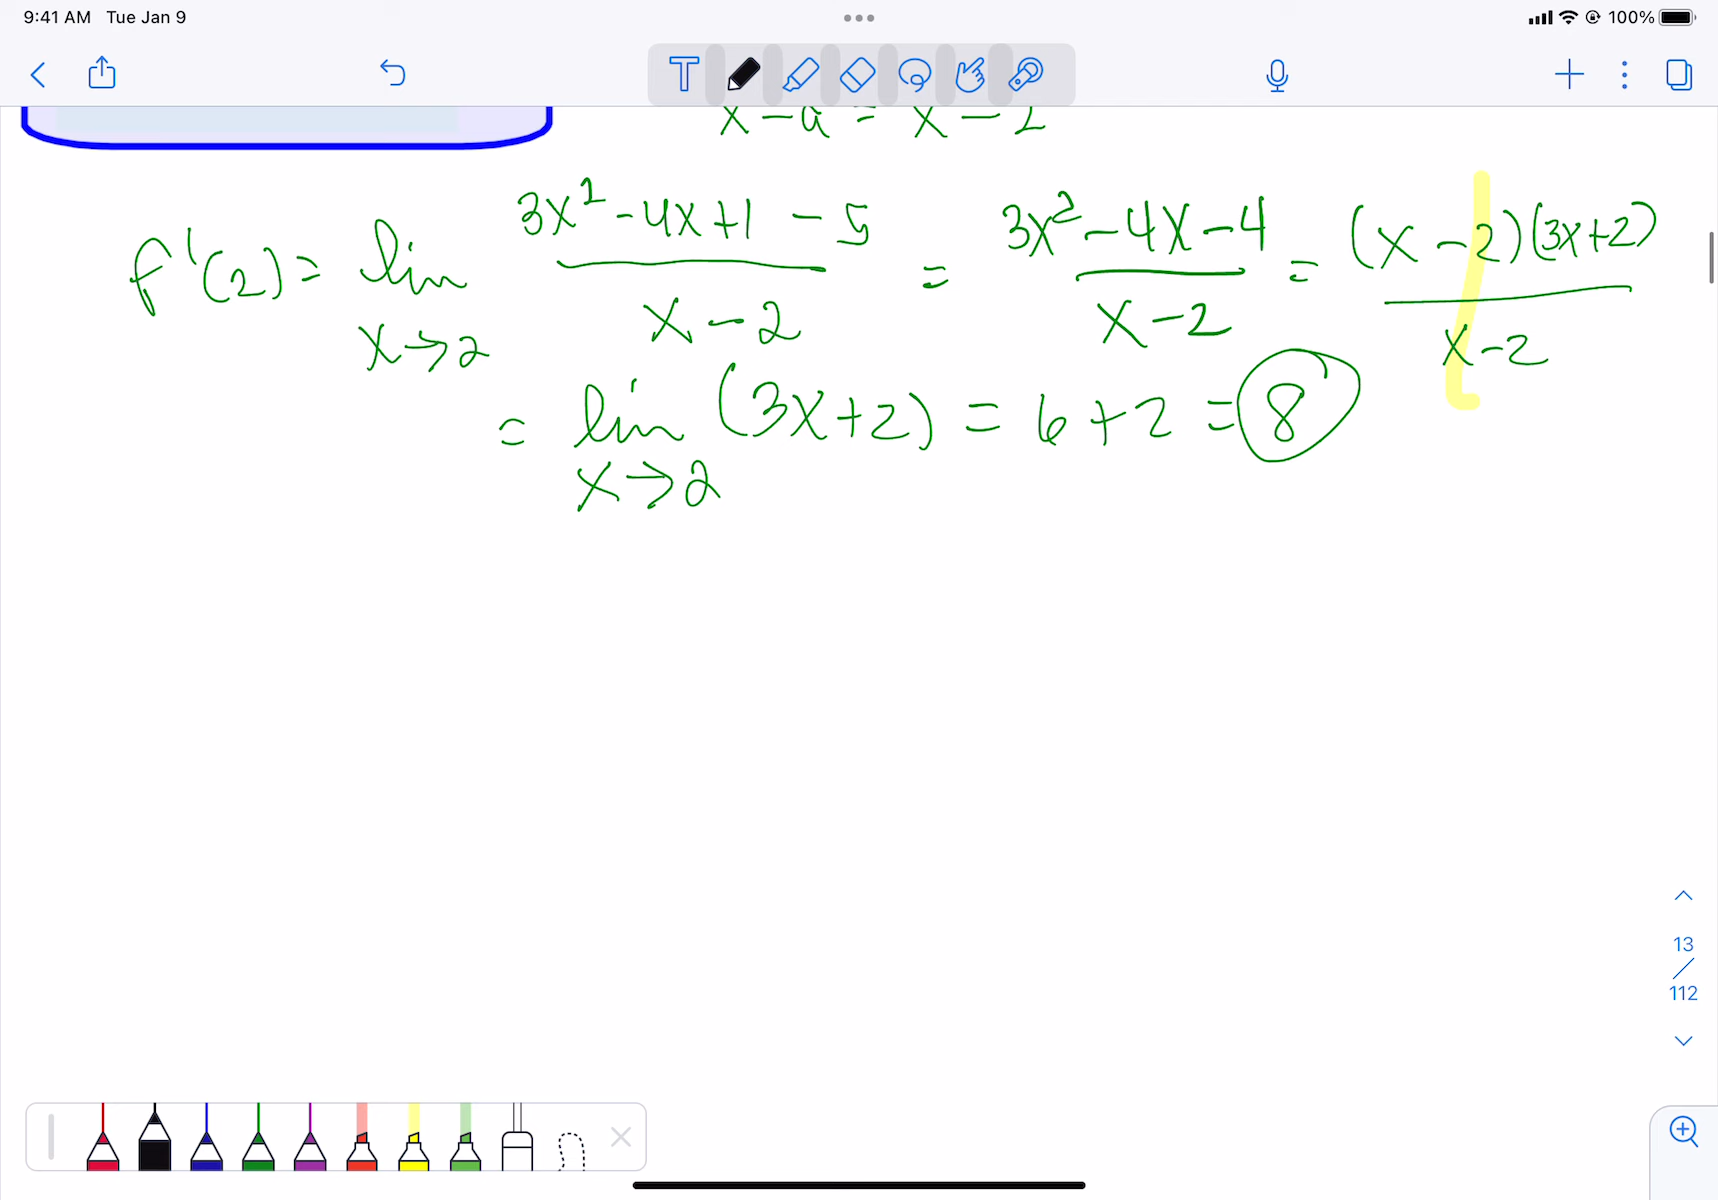 9:41 AM Tue Jan 9
100%
x - a = x - 2
f'(2) = lim x→2 (3x² - 4x + 1 - 5)/(x - 2) = (3x² - 4x - 4)/(x - 2) = ((x - 2)(3x + 2))/(x - 2)
= lim x→2 (3x + 2) = 6 + 2 = 8
13
/
112